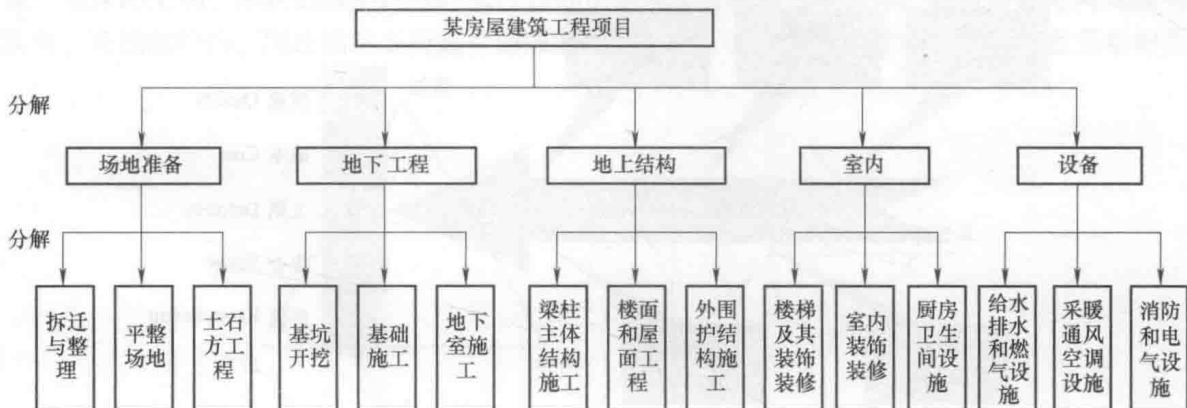 某房屋建筑工程项目
分解
场地准备
地下工程
地上结构
室内
设备
分解
拆迁
与整
理
平整
场地
土石
方工
程
基坑
开挖
基础
施工
地下
室施
工
梁柱
主体
结构
施工
楼面
和屋
面工
程
外围
护结
构施
工
楼梯
及其
装饰
装修
室内
装饰
装修
厨房
卫生
间设
施
给水
排水
和燃
气设
施
采暖
通风
空调
设施
消防
和电
气设
施